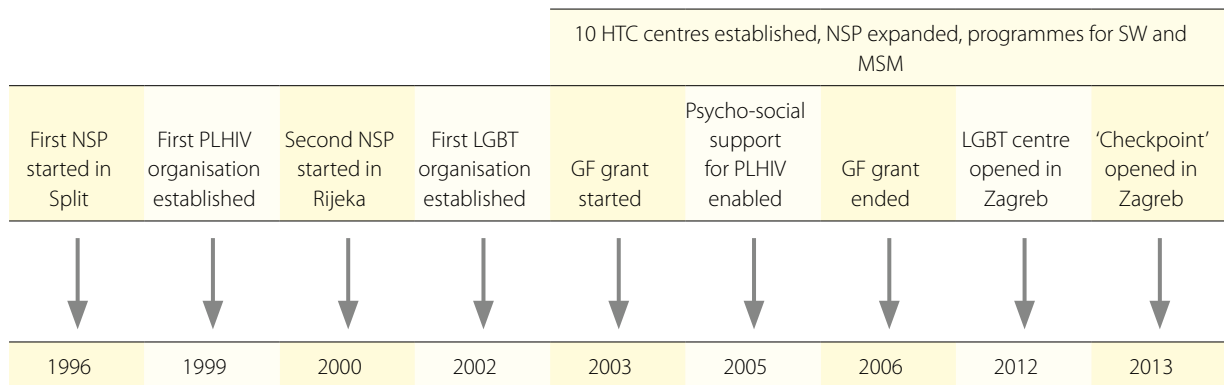 10 HTC centres established, NSP expanded, programmes for SW and
MSM
First NSP
started in
Split
First PLHIV
organisation
established
Second NSP
started in
Rijeka
First LGBT
organisation
established
GF grant
started
Psycho-social
support
for PLHIV
enabled
GF grant
ended
LGBT centre
opened in
Zagreb
‘Checkpoint’
opened in
Zagreb
1996
1999
2000
2002
2003
2005
2006
2012
2013